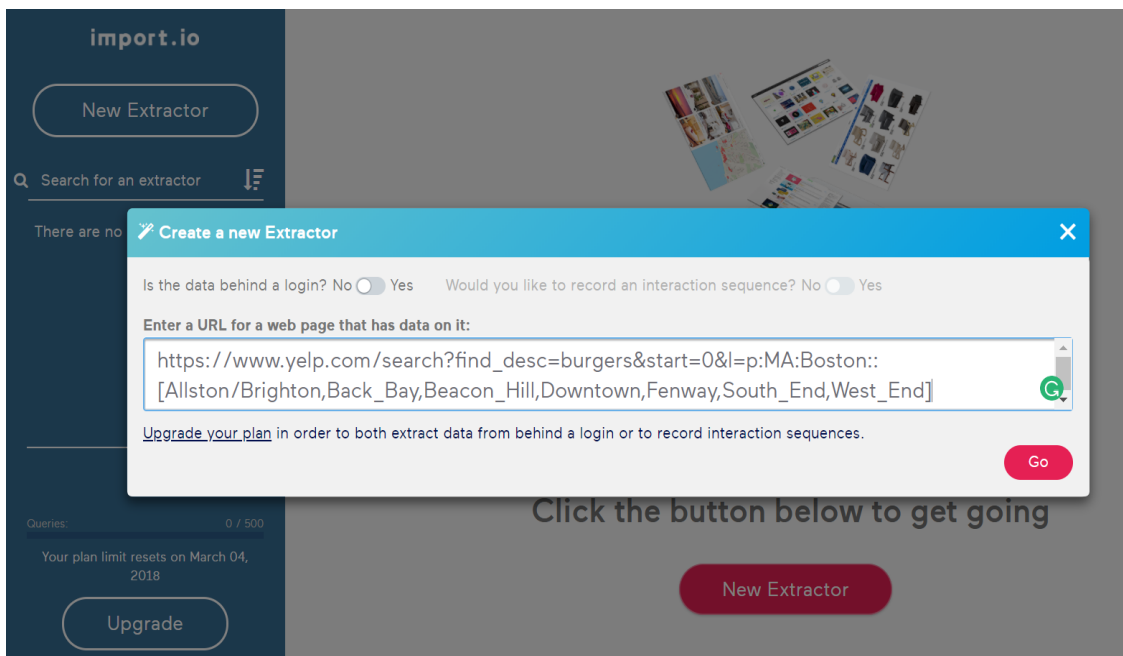 import.io
New Extractor
Search for an extractor
There are no
Create a new Extractor
Is the data behind a login? No Yes Would you like to record an interaction sequence? No Yes
Enter a URL for a web page that has data on it:
https://www.yelp.com/search?find_desc=burgers&start=0&l=p:MA:Boston::
[Allston/Brighton,Back_Bay,Beacon_Hill,Downtown,Fenway,South_End,West_End]
Upgrade your plan in order to both extract data from behind a login or to record interaction sequences.
Go
Click the button below to get going
Queries: 0 / 500
Your plan limit resets on March 04,
2018
New Extractor
Upgrade